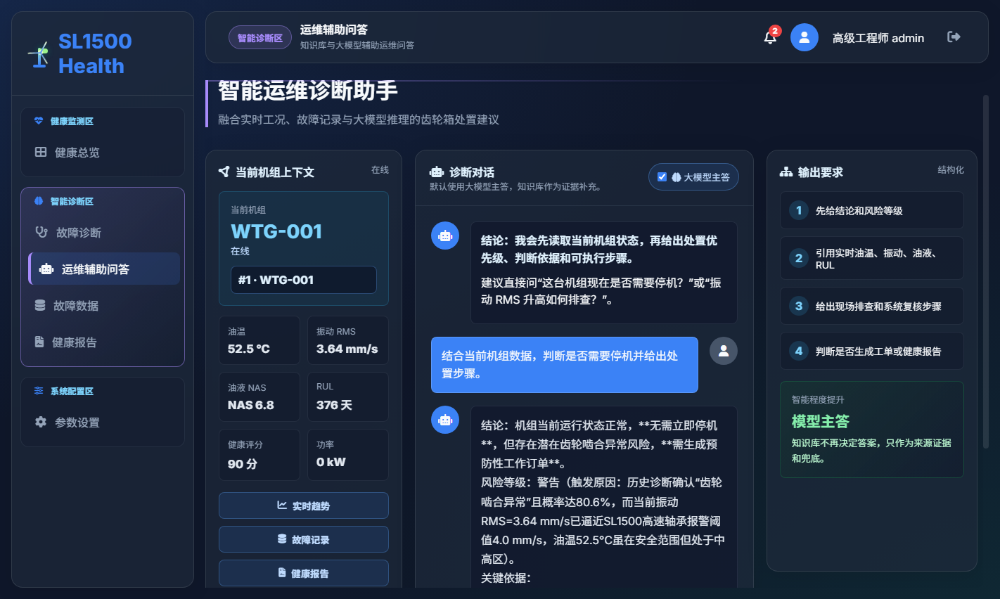 SL1500
Health
健康监测区
健康总览
智能诊断区
故障诊断
运维辅助问答
故障数据
健康报告
系统配置区
参数设置
智能诊断区
运维辅助问答
知识库与大模型辅助运维问答
2
高级工程师 admin
智能运维诊断助手
融合实时工况、故障记录与大模型推理的齿轮箱处置建议
当前机组上下文
在线
当前机组
WTG-001
在线
#1 · WTG-001
油温
52.5 °C
振动 RMS
3.64 mm/s
油液 NAS
NAS 6.8
RUL
376 天
健康评分
90 分
功率
0 kW
实时趋势
故障记录
健康报告
诊断对话
默认使用大模型主答，知识库作为证据补充。
大模型主答
结论：我会先读取当前机组状态，再给出处置优
先级、判断依据和可执行步骤。
建议直接问“这台机组现在是否需要停机？”或“振
动 RMS 升高如何排查？”。
结合当前机组数据，判断是否需要停机并给出处
置步骤。
结论：机组当前运行状态正常，**无需立即停机
**，但存在潜在齿轮啮合异常风险，**需生成预
防性工作订单**。
风险等级：警告（触发原因：历史诊断确认“齿轮
啮合异常”且概率达80.6%，而当前振动
RMS=3.64 mm/s已逼近SL1500高速轴承报警阈
值4.0 mm/s，油温52.5°C虽在安全范围但处于中
高区）。
关键依据：
输出要求
结构化
1 先给结论和风险等级
2 引用实时油温、振动、油液、
RUL
3 给出现场排查和系统复核步骤
4 判断是否生成工单或健康报告
智能程度提升
模型主答
知识库不再决定答案，只作为来源证据
和兜底。